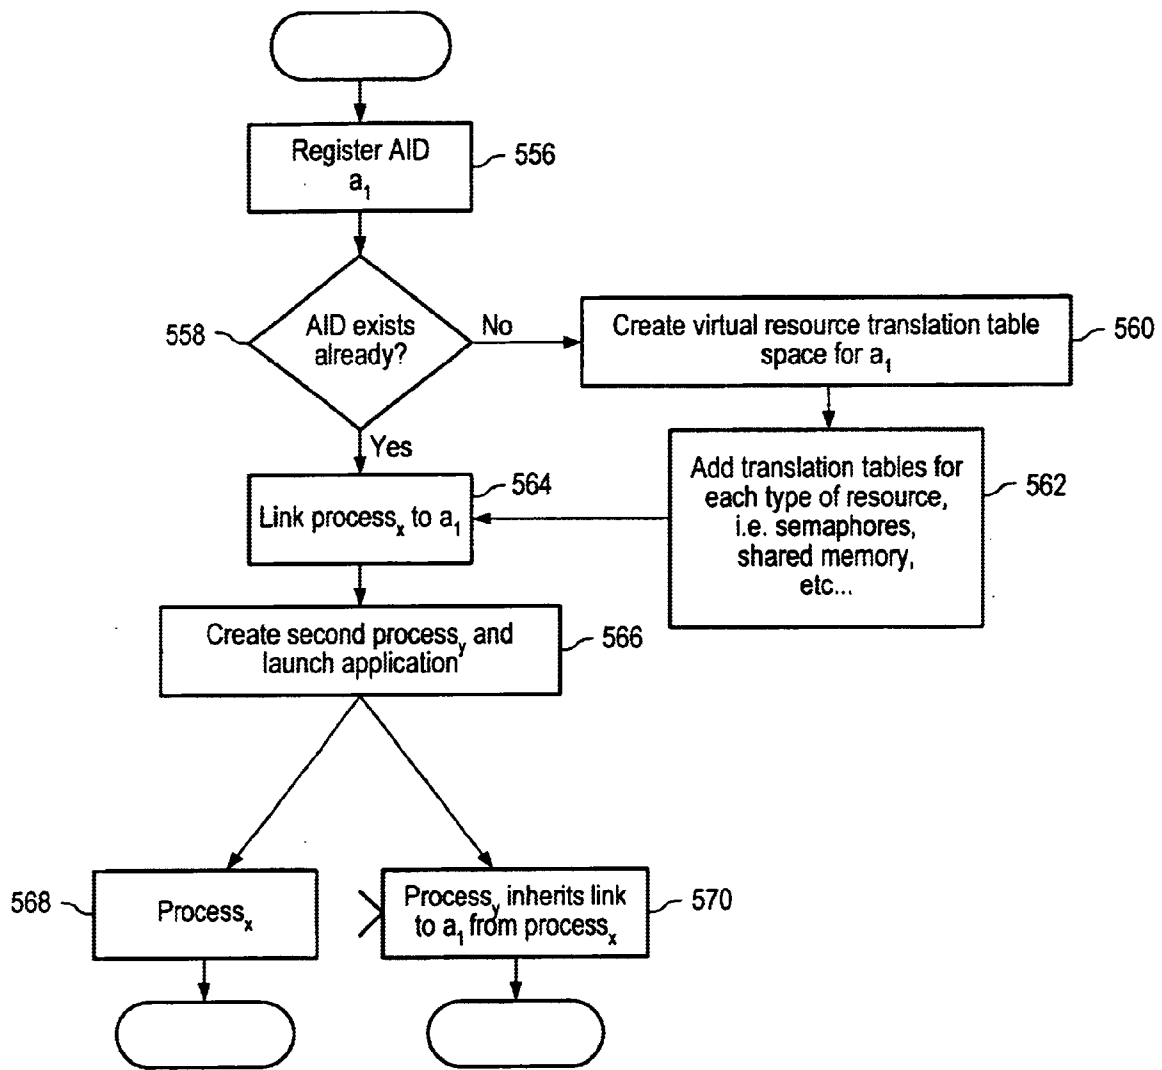 Register AID
a₁
556
558
AID exists
already?
No
Create virtual resource translation table
space for a₁
560
Yes
Add translation tables for
each type of resource,
i.e. semaphores,
shared memory,
etc...
562
564
Link processₓ to a₁
Create second process_y and
launch application
566
568
Processₓ
Process_y inherits link
to a₁ from processₓ
570